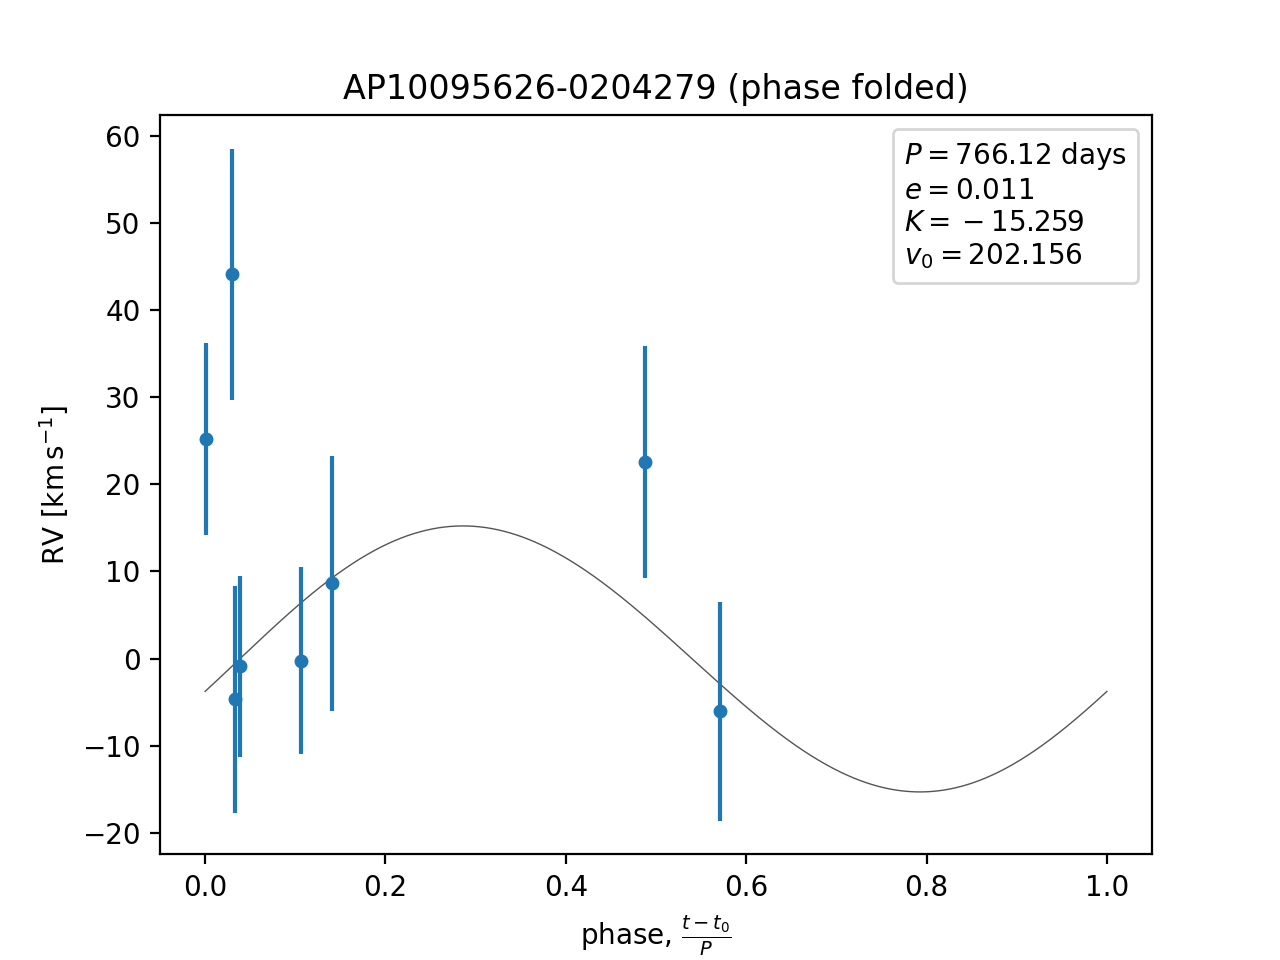 AP10095626-0204279 (phase folded)
P = 766.12 days
e = 0.011
K = −15.259
v₀ = 202.156
60
50
40
30
20
10
0
−10
−20
RV [km s⁻¹]
0.0 0.2 0.4 0.6 0.8 1.0
phase, (t − t₀)/P